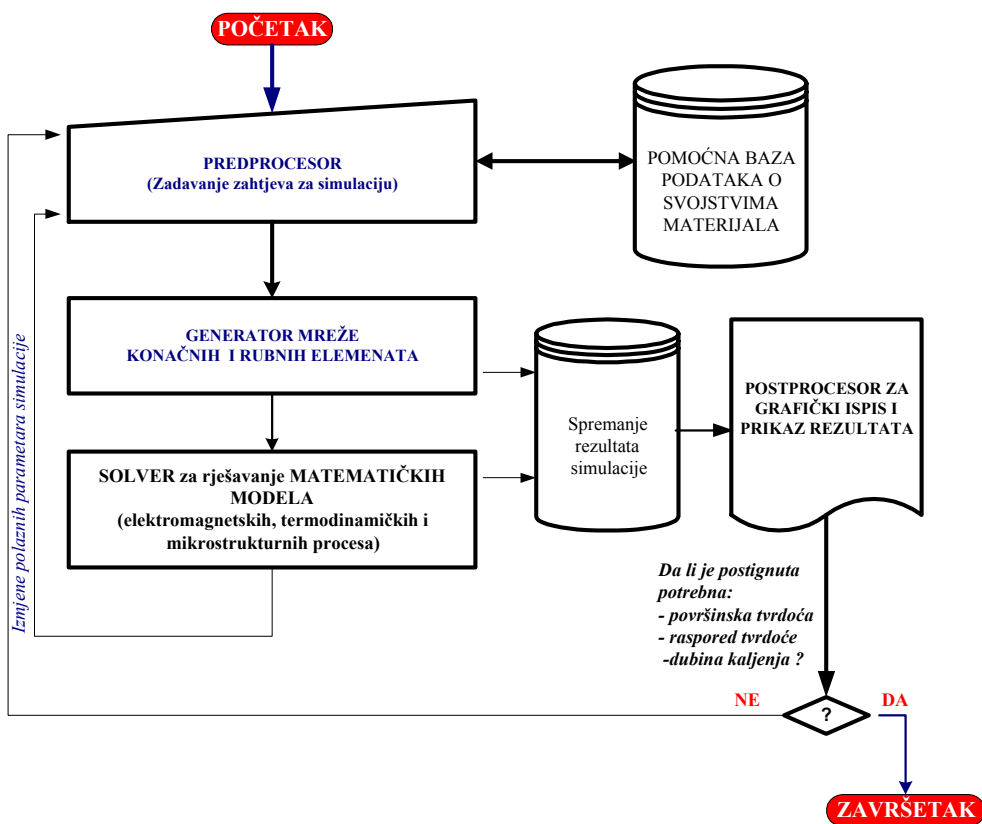 POČETAK
PREDPROCESOR
(Zadavanje zahtjeva za simulaciju)
POMOĆNA BAZA
PODATAKA O
SVOJSTVIMA
MATERIJALA
GENERATOR MREŽE
KONAČNIH I RUBNIH ELEMENATA
Spremanje
rezultata
simulacije
POSTPROCESOR ZA
GRAFIČKI ISPIS I
PRIKAZ REZULTATA
SOLVER za rješavanje MATEMATIČKIH
MODELA
(elektromagnetskih, termodinamičkih i
mikrostrukturnih procesa)
Izmjene polaznih parametara simulacije
Da li je postignuta
potrebna:
- površinska tvrdoća
- raspored tvrdoće
-dubina kaljenja ?
NE
?
DA
ZAVRŠETAK